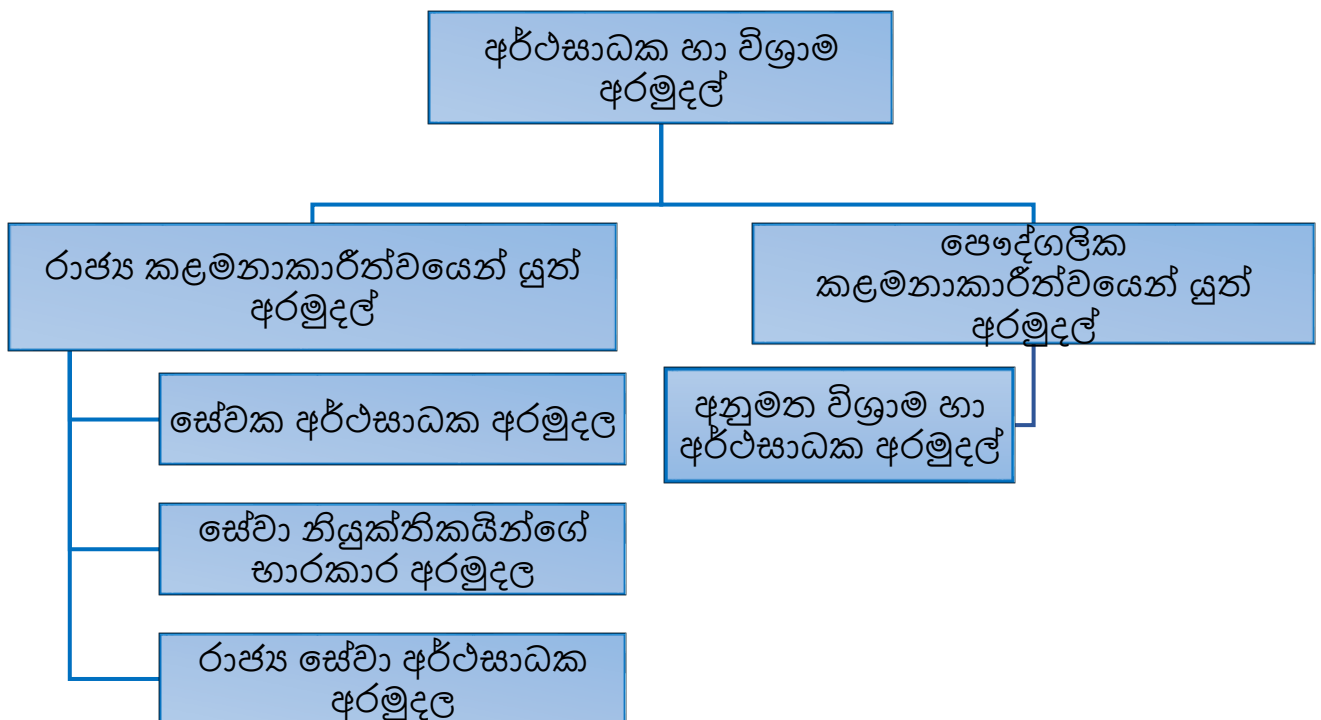 අර්ථසාධක හා විශ්‍රාම
අරමුදල්
රාජ්‍ය කළමනාකාරීත්වයෙන් යුත්
අරමුදල්
සේවක අර්ථසාධක අරමුදල
සේවා නියුක්තිකයින්ගේ
භාරකාර අරමුදල
රාජ්‍ය සේවා අර්ථසාධක
අරමුදල
පෞද්ගලික
කළමනාකාරීත්වයෙන් යුත්
අරමුදල්
අනුමත විශ්‍රාම හා
අර්ථසාධක අරමුදල්